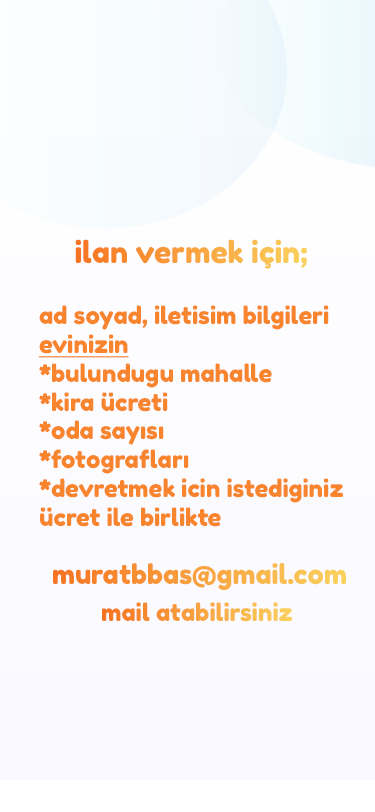 ilan vermek için;
ad soyad, iletisim bilgileri
evinizin
*bulundugu mahalle
*kira ücreti
*oda sayısı
*fotografları
*devretmek icin istediginiz
ücret ile birlikte
muratbbas@gmail.com
mail atabilirsiniz